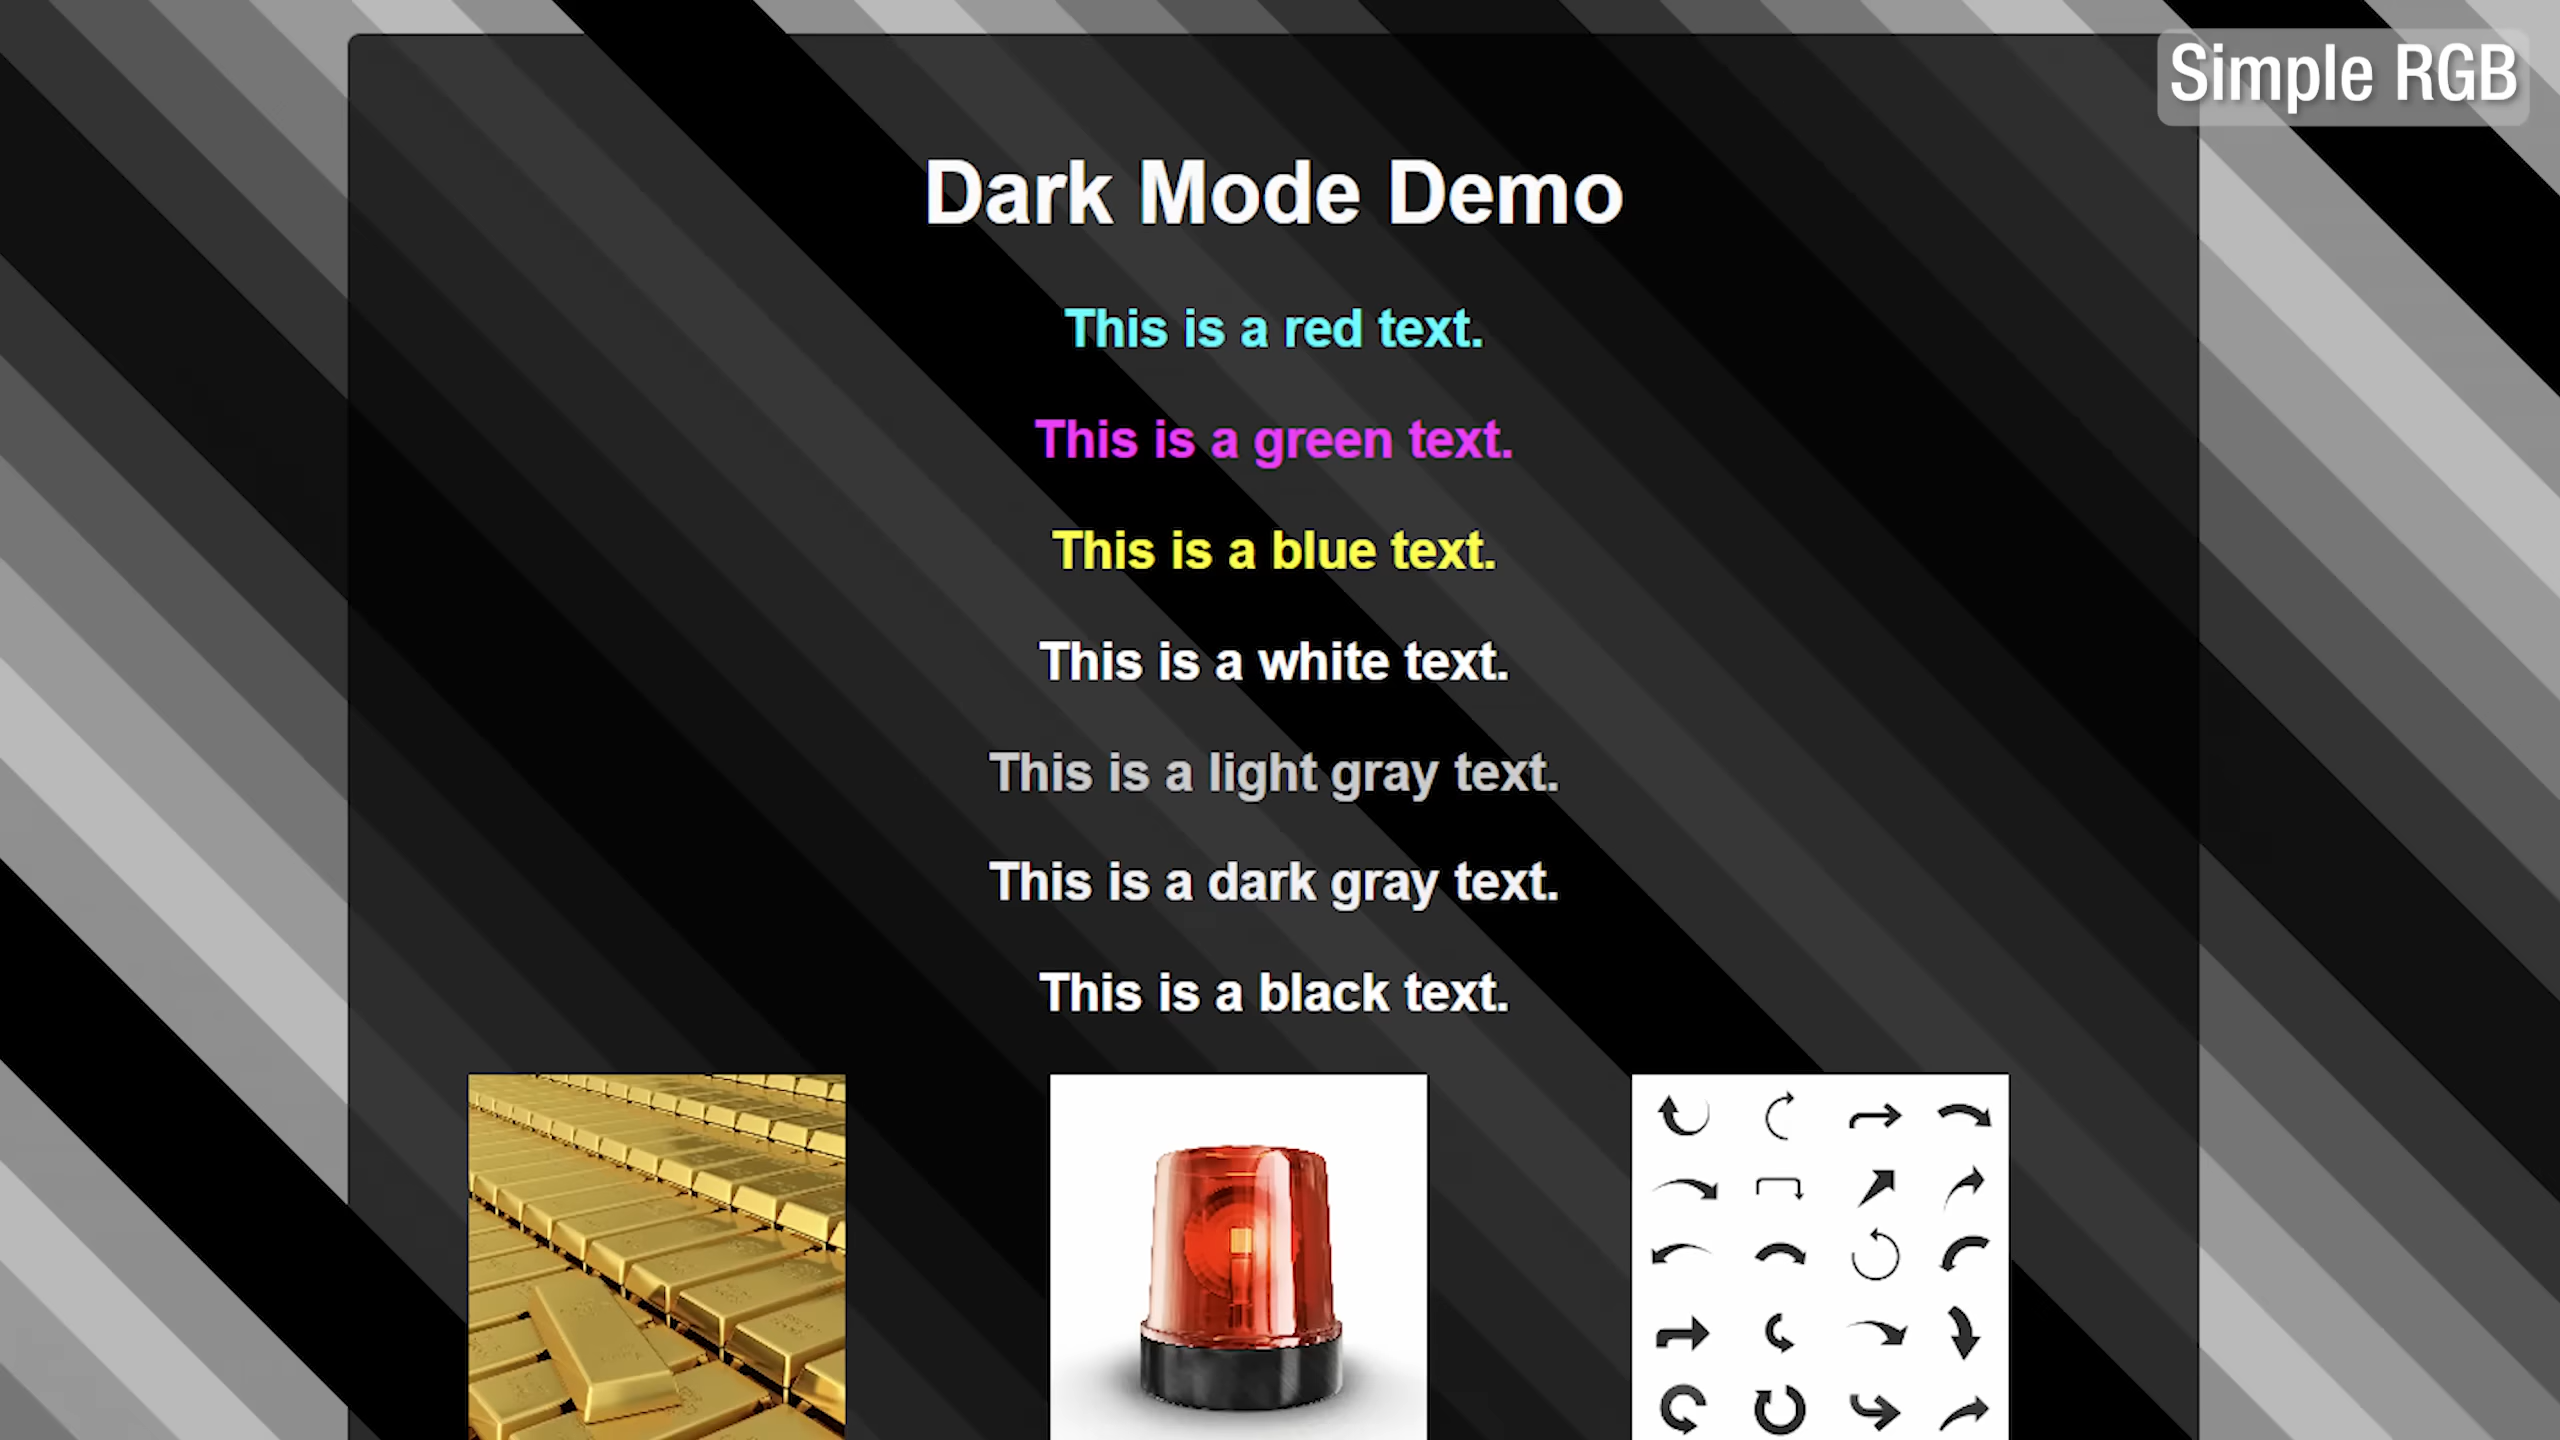 Simple RGB
Dark Mode Demo
This is a red text.
This is a green text.
This is a blue text.
This is a white text.
This is a light gray text.
This is a dark gray text.
This is a black text.